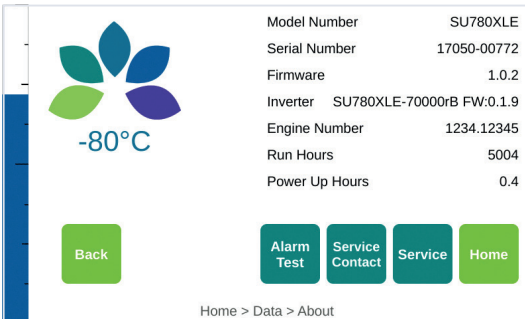 Model Number SU780XLE
Serial Number 17050-00772
Firmware 1.0.2
Inverter SU780XLE-70000rB FW:0.1.9
Engine Number 1234.12345
Run Hours 5004
Power Up Hours 0.4
-80°C
Back
Alarm
Test
Service
Contact
Service
Home
Home > Data > About